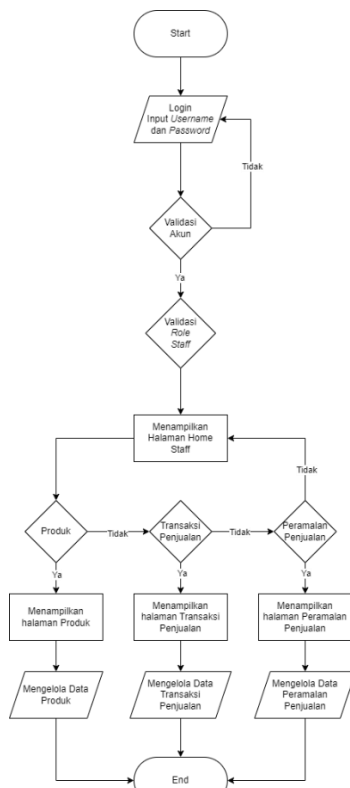 Start
Login
Input Username
dan Password
Tidak
Validasi
Akun
Ya
Validasi
Role
Staff
Menampilkan
Halaman Home
Staff
Tidak
Produk
Tidak
Transaksi
Penjualan
Tidak
Peramalan
Penjualan
Ya
Ya
Ya
Menampilkan
halaman Produk
Menampilkan
halaman Transaksi
Penjualan
Menampilkan
halaman Peramalan
Penjualan
Mengelola Data
Produk
Mengelola Data
Transaksi
Penjualan
Mengelola Data
Peramalan
Penjualan
End